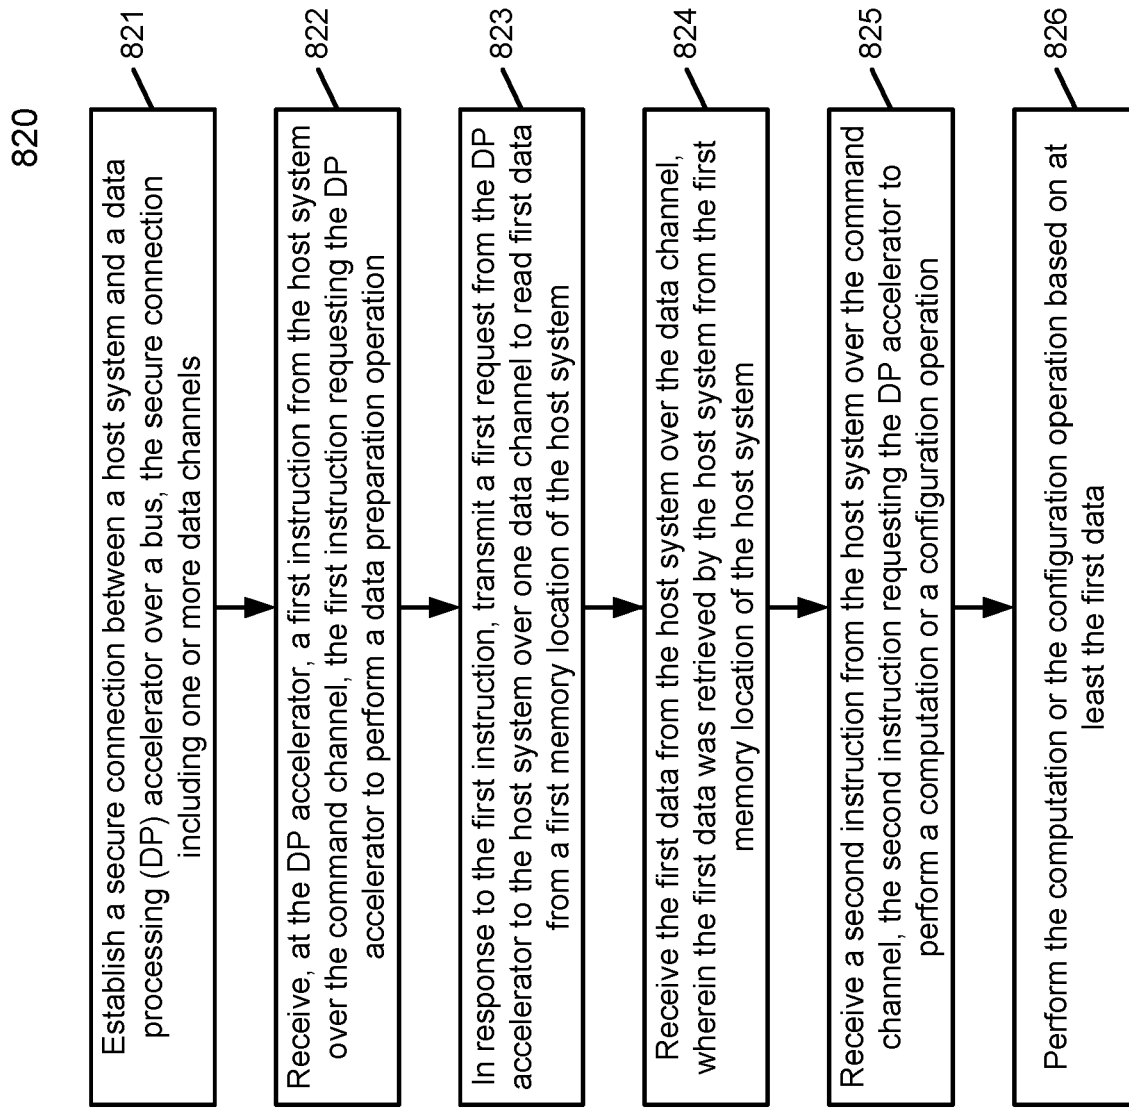 820
Establish a secure connection between a host system and a data
processing (DP) accelerator over a bus, the secure connection
including one or more data channels
821
Receive, at the DP accelerator, a first instruction from the host system
over the command channel, the first instruction requesting the DP
accelerator to perform a data preparation operation
822
In response to the first instruction, transmit a first request from the DP
accelerator to the host system over one data channel to read first data
from a first memory location of the host system
823
Receive the first data from the host system over the data channel,
wherein the first data was retrieved by the host system from the first
memory location of the host system
824
Receive a second instruction from the host system over the command
channel, the second instruction requesting the DP accelerator to
perform a computation or a configuration operation
825
Perform the computation or the configuration operation based on at
least the first data
826